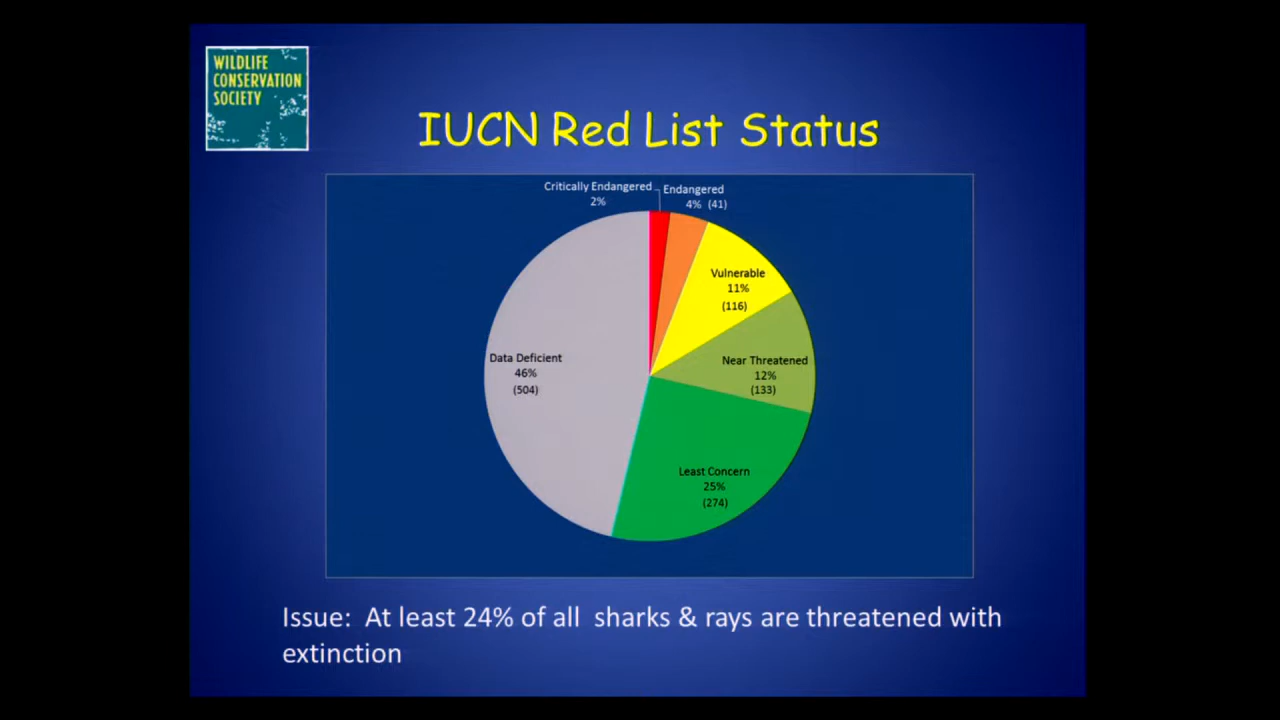 WILDLIFE
CONSERVATION
SOCIETY
IUCN Red List Status
Critically Endangered
2%
Endangered
4% (41)
Vulnerable
11%
(116)
Near Threatened
12%
(133)
Data Deficient
46%
(504)
Least Concern
25%
(274)
Issue: At least 24% of all sharks & rays are threatened with
extinction